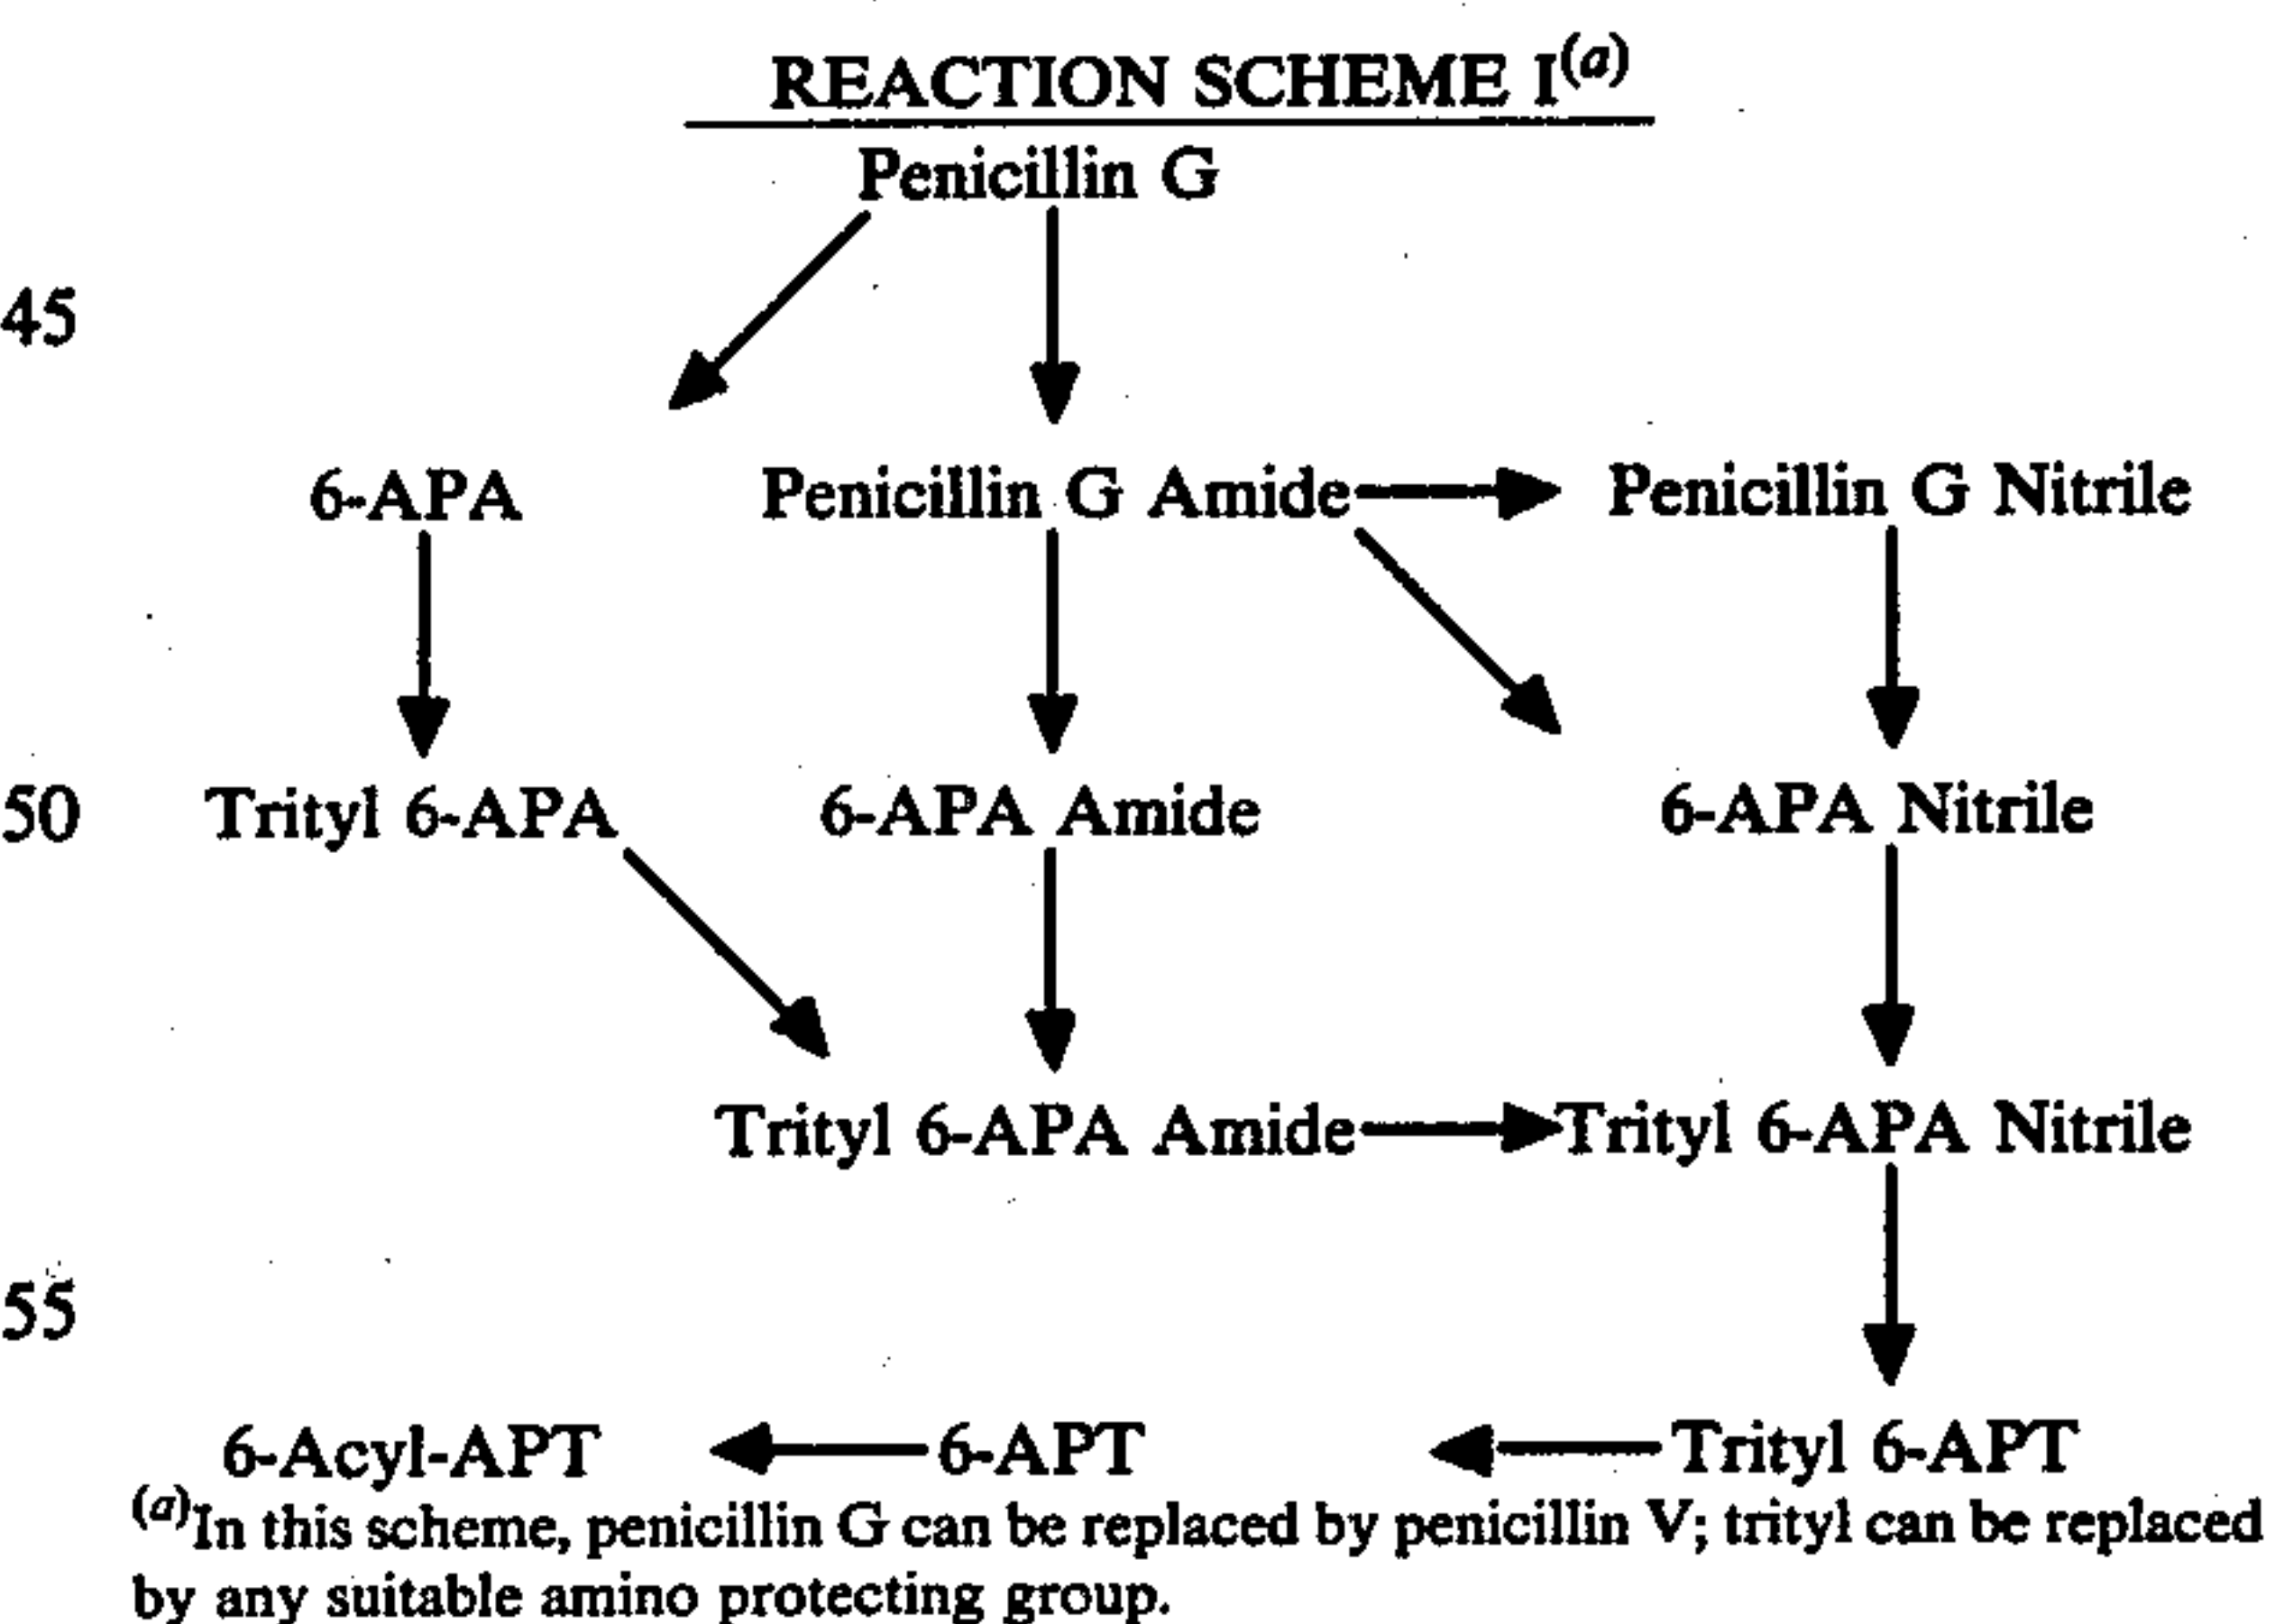 REACTION SCHEME I(a)
Penicillin G
45
6-APA Penicillin G Amide Penicillin G Nitrile
50 Trityl 6-APA 6-APA Amide 6-APA Nitrile
Trityl 6-APA Amide Trityl 6-APA Nitrile
55
6-Acyl-APT 6-APT Trityl 6-APT
(a)In this scheme, penicillin G can be replaced by penicillin V; trityl can be replaced
by any suitable amino protecting group.